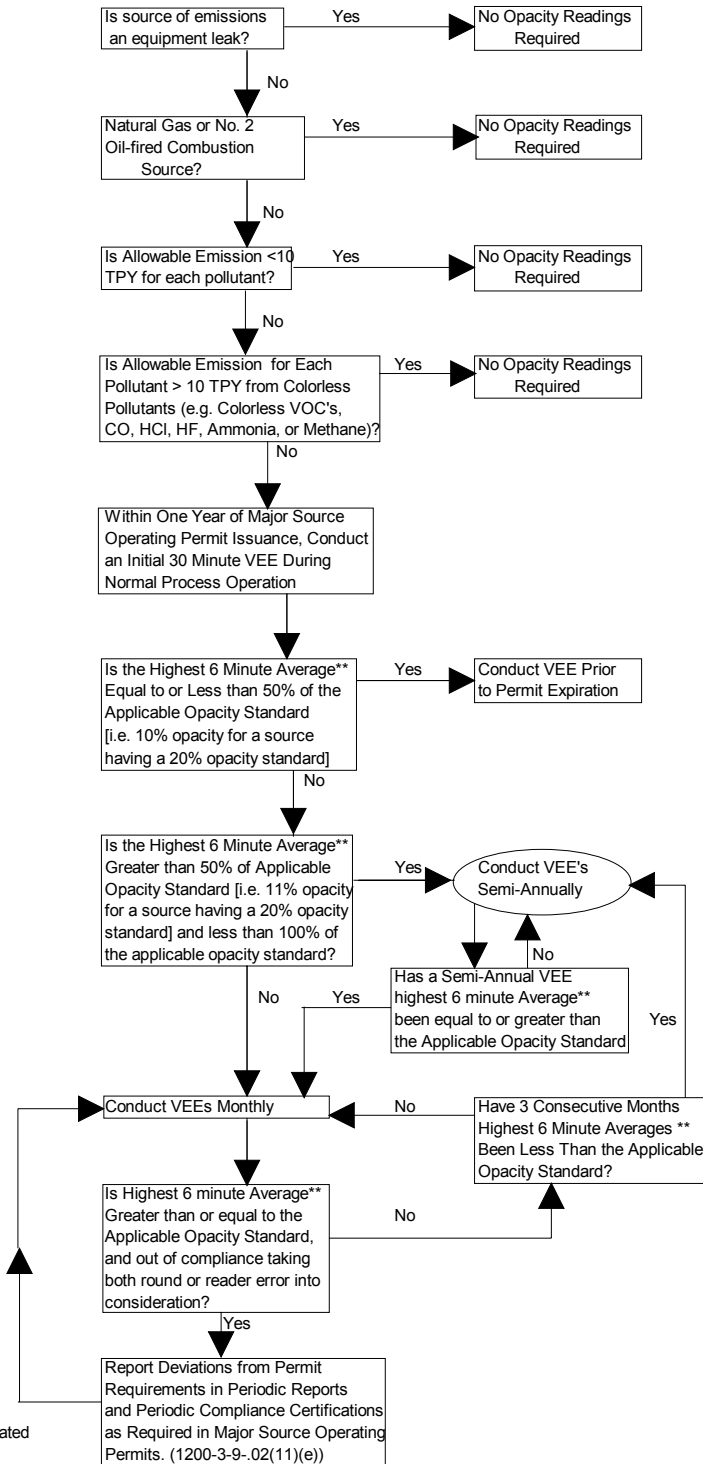 Is source of emissions
an equipment leak?
Yes
No Opacity Readings
Required
No
Natural Gas or No. 2
Oil-fired Combustion
Source?
Yes
No Opacity Readings
Required
No
Is Allowable Emission <10
TPY for each pollutant?
Yes
No Opacity Readings
Required
No
Is Allowable Emission for Each
Pollutant > 10 TPY from Colorless
Pollutants (e.g. Colorless VOC's,
CO, HCl, HF, Ammonia, or Methane)?
Yes
No Opacity Readings
Required
No
Within One Year of Major Source
Operating Permit Issuance, Conduct
an Initial 30 Minute VEE During
Normal Process Operation
Is the Highest 6 Minute Average**
Equal to or Less than 50% of the
Applicable Opacity Standard
[i.e. 10% opacity for a source
having a 20% opacity standard]
Yes
Conduct VEE Prior
to Permit Expiration
No
Is the Highest 6 Minute Average**
Greater than 50% of Applicable
Opacity Standard [i.e. 11% opacity
for a source having a 20% opacity
standard] and less than 100% of
the applicable opacity standard?
Yes
Conduct VEE's
Semi-Annually
No
Has a Semi-Annual VEE
highest 6 minute Average**
been equal to or greater than
the Applicable Opacity Standard
Yes
No
Yes
Conduct VEEs Monthly
No
Have 3 Consecutive Months
Highest 6 Minute Averages **
Been Less Than the Applicable
Opacity Standard?
Is Highest 6 minute Average**
Greater than or equal to the
Applicable Opacity Standard,
and out of compliance taking
both round or reader error into
consideration?
No
Yes
Report Deviations from Permit
Requirements in Periodic Reports
and Periodic Compliance Certifications
as Required in Major Source Operating
Permits. (1200-3-9-.02(11)(e))
ated